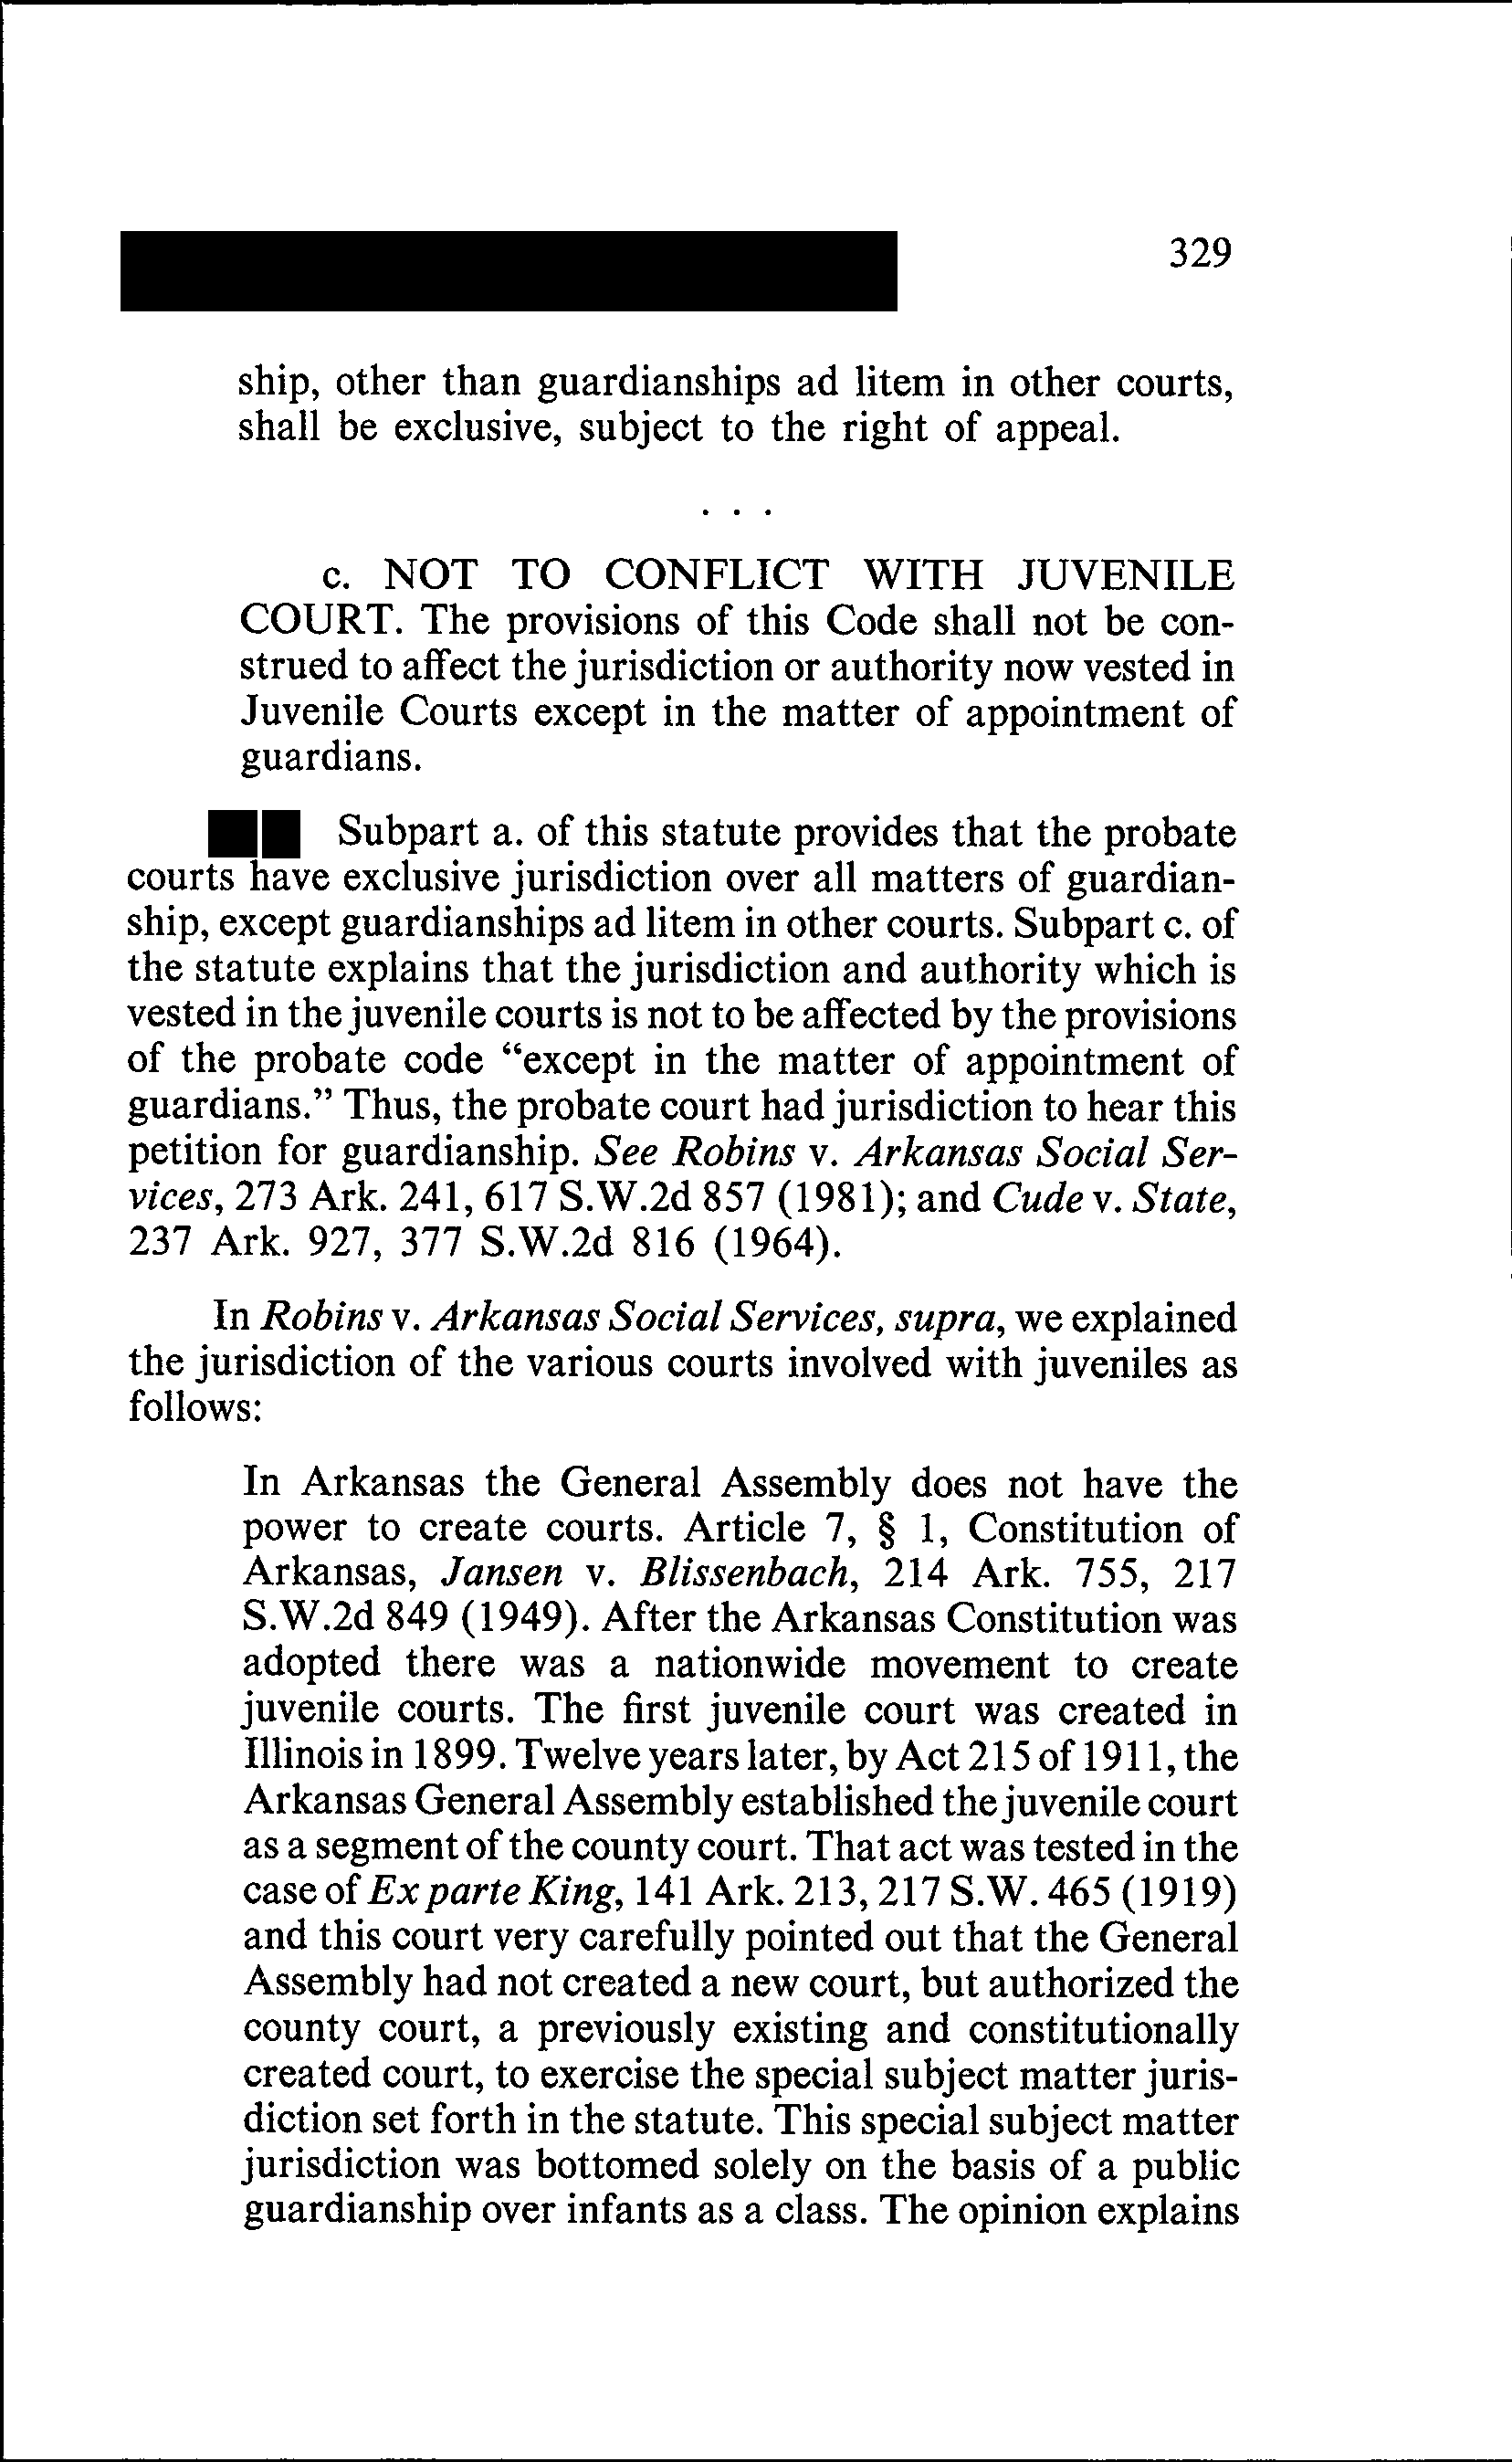 329
ship, other than guardianships ad litem in other courts,
shall be exclusive, subject to the right of appeal.
. . .
c. NOT TO CONFLICT WITH JUVENILE
COURT. The provisions of this Code shall not be con-
strued to affect the jurisdiction or authority now vested in
Juvenile Courts except in the matter of appointment of
guardians.
Subpart a. of this statute provides that the probate
courts have exclusive jurisdiction over all matters of guardian-
ship, except guardianships ad litem in other courts. Subpart c. of
the statute explains that the jurisdiction and authority which is
vested in the juvenile courts is not to be affected by the provisions
of the probate code “except in the matter of appointment of
guardians.” Thus, the probate court had jurisdiction to hear this
petition for guardianship. See Robins v. Arkansas Social Ser-
vices, 273 Ark. 241, 617 S.W.2d 857 (1981); and Cude v. State,
237 Ark. 927, 377 S.W.2d 816 (1964).
In Robins v. Arkansas Social Services, supra, we explained
the jurisdiction of the various courts involved with juveniles as
follows:
In Arkansas the General Assembly does not have the
power to create courts. Article 7, § 1, Constitution of
Arkansas, Jansen v. Blissenbach, 214 Ark. 755, 217
S.W.2d 849 (1949). After the Arkansas Constitution was
adopted there was a nationwide movement to create
juvenile courts. The first juvenile court was created in
Illinois in 1899. Twelve years later, by Act 215 of 1911, the
Arkansas General Assembly established the juvenile court
as a segment of the county court. That act was tested in the
case of Ex parte King, 141 Ark. 213, 217 S.W. 465 (1919)
and this court very carefully pointed out that the General
Assembly had not created a new court, but authorized the
county court, a previously existing and constitutionally
created court, to exercise the special subject matter juris-
diction set forth in the statute. This special subject matter
jurisdiction was bottomed solely on the basis of a public
guardianship over infants as a class. The opinion explains